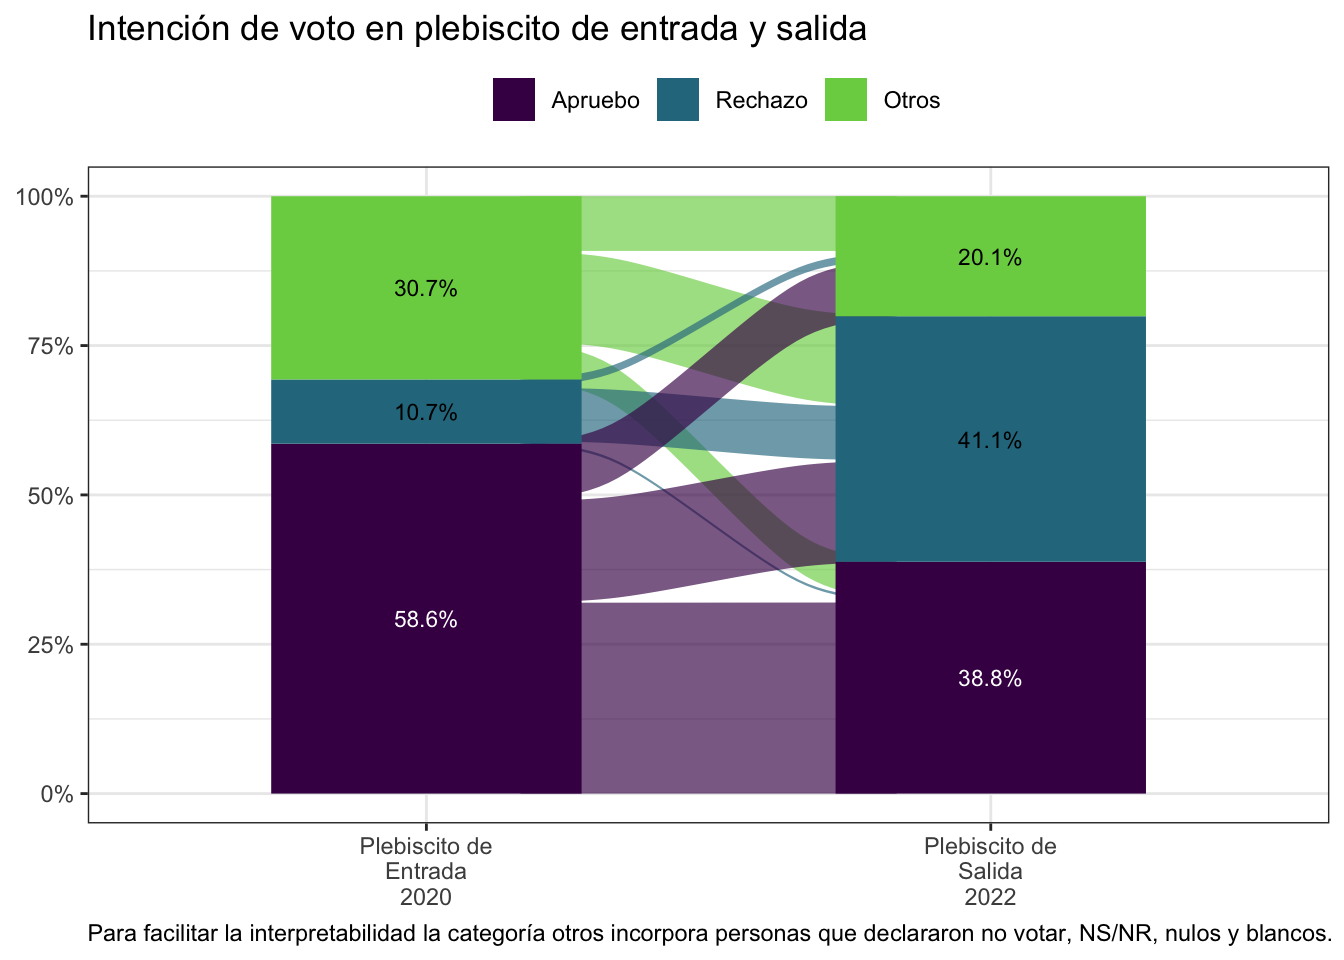 Intención de voto en plebiscito de entrada y salida
Apruebo Rechazo Otros
100%
75%
50%
25%
0%
30.7%
10.7%
58.6%
20.1%
41.1%
38.8%
Plebiscito de
Entrada
2020
Plebiscito de
Salida
2022
Para facilitar la interpretabilidad la categoría otros incorpora personas que declararon no votar, NS/NR, nulos y blancos.